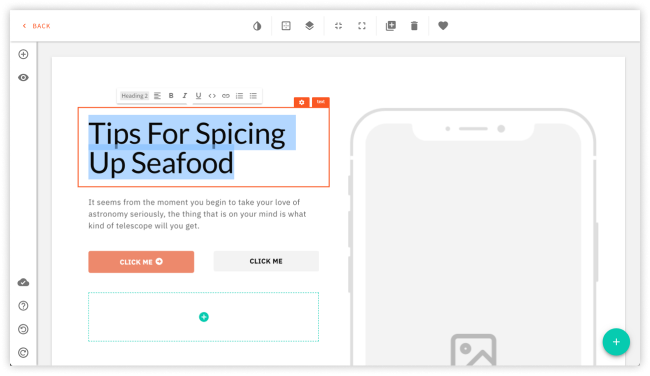 BACK
Heading 2
B I U
text
Tips For Spicing
Up Seafood
It seems from the moment you begin to take your love of
astronomy seriously, the thing that is on your mind is what
kind of telescope will you get.
CLICK ME
CLICK ME